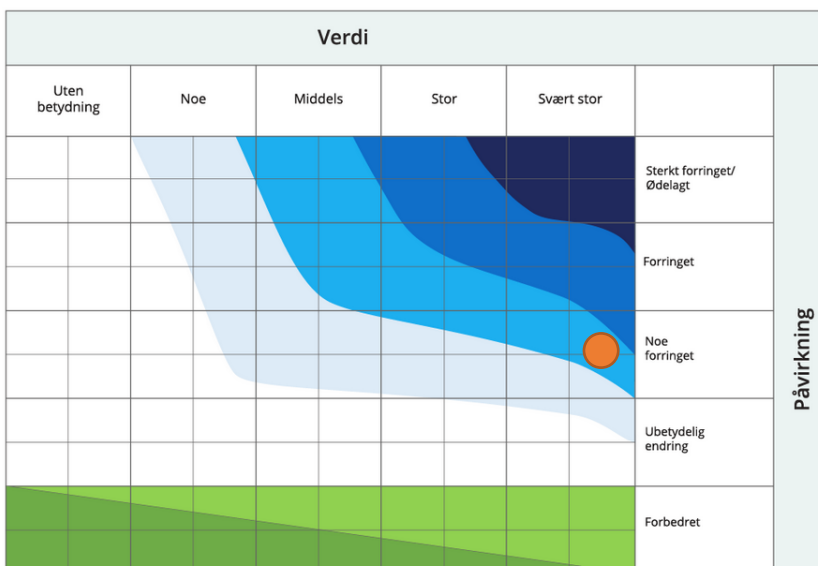 Verdi
Uten
betydning
Noe
Middels
Stor
Svært stor
Sterkt forringet/
Ødelagt
Forringet
Noe
forringet
Ubetydelig
endring
Forbedret
Påvirkning